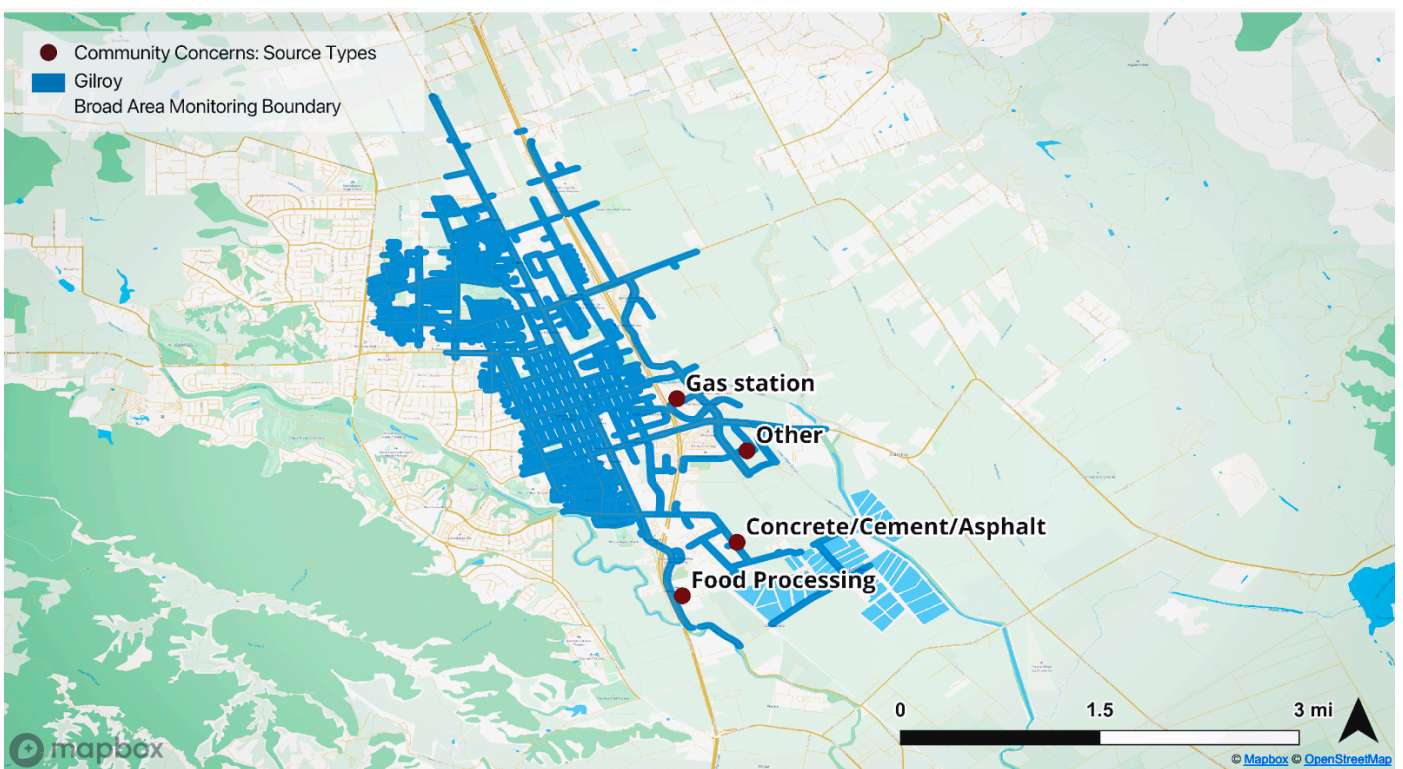 Community Concerns: Source Types
Gilroy
Broad Area Monitoring Boundary
Gas station
Other
Concrete/Cement/Asphalt
Food Processing
0 1.5 3 mi
mapbox
© Mapbox © OpenStreetMap